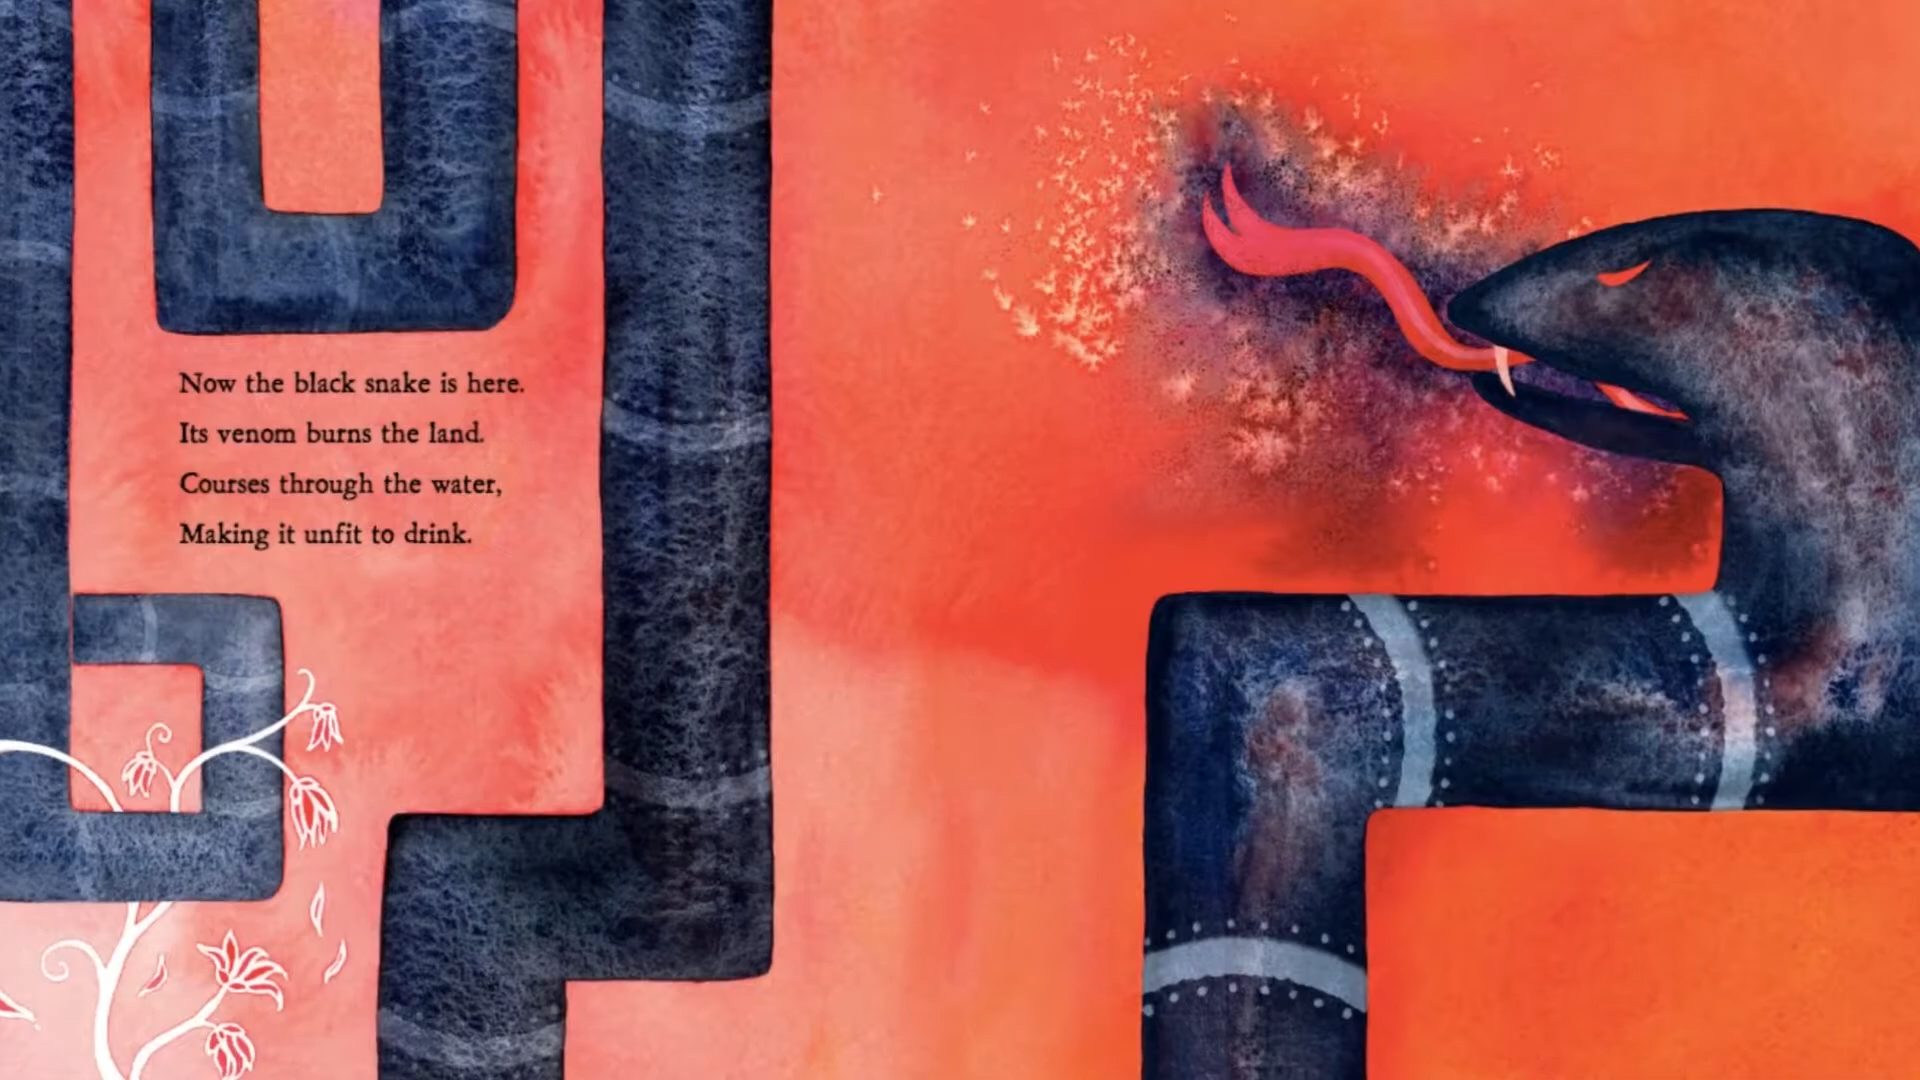 Now the black snake is here.
Its venom burns the land.
Courses through the water,
Making it unfit to drink.